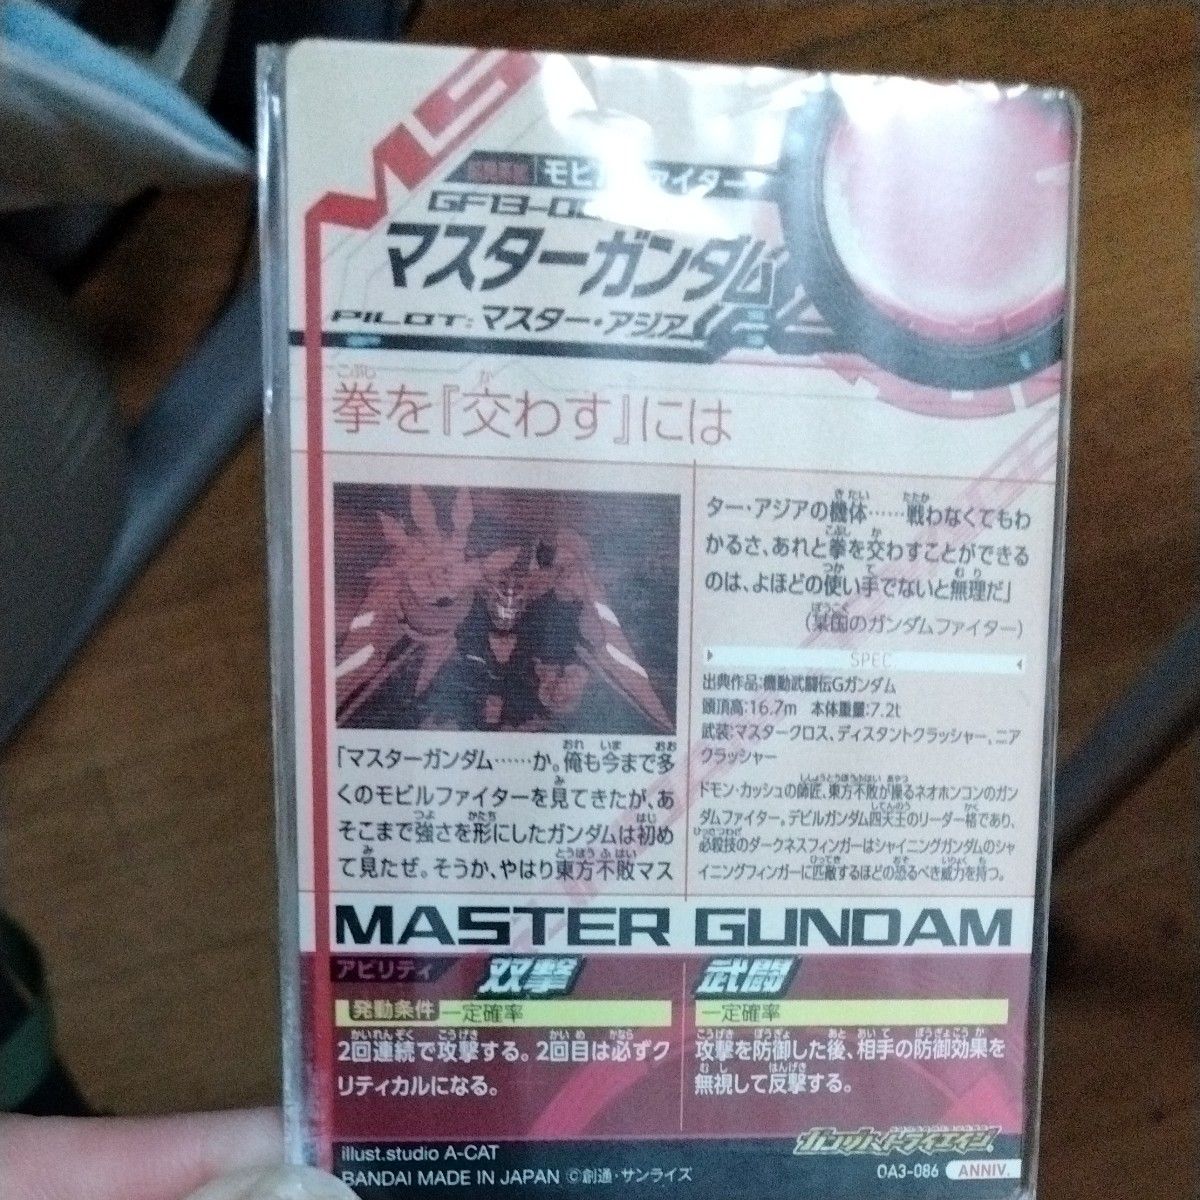 MS
モビルファイター
GF13-00
マスターガンダム
PILOT: マスター・アジア
拳を『交わす』には
「マスターガンダム……か。俺も今まで多
くのモビルファイターを見てきたが、あ
そこまで強さを形にしたガンダムは初め
て見たぜ。そうか、やはり東方不敗マス
ター・アジアの機体……戦わなくてもわ
かるさ、あれと拳を交わすことができる
のは、よほどの使い手でないと無理だ」
(某国のガンダムファイター)
SPEC
出典作品:機動武闘伝Gガンダム
頭頂高:16.7m 本体重量:7.2t
武装:マスタークロス、ディスタントクラッシャー、ニア
クラッシャー
ドモン・カッシュの師匠、東方不敗が操るネオホンコンのガン
ダムファイター。デビルガンダム四天王のリーダー格であり、
必殺技のダークネスフィンガーはシャイニングガンダムのシャ
イニングフィンガーに匹敵するほどの恐るべき威力を持つ。
MASTER GUNDAM
アビリティ 双撃
発動条件 一定確率
2回連続で攻撃する。2回目は必ずク
リティカルになる。
武闘
一定確率
攻撃を防御した後、相手の防御効果を
無視して反撃する。
illust.studio A-CAT
BANDAI MADE IN JAPAN ©創通・サンライズ
ガンダムトライエイジ
OA3-086 ANNIV.